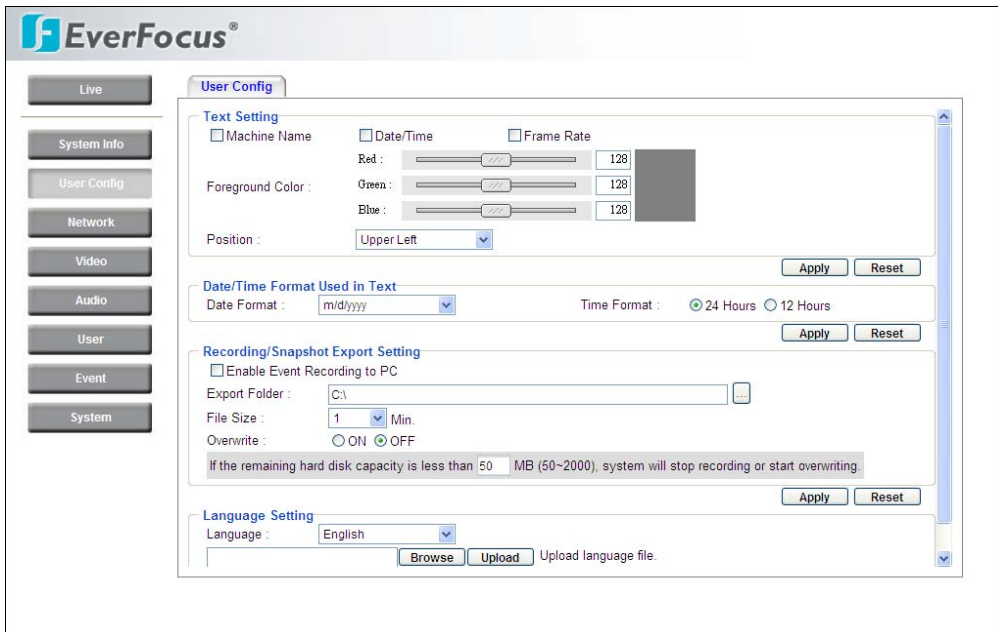 EverFocus®
Live
User Config
System Info
User Config
Network
Video
Audio
User
Event
System
Text Setting
Machine Name Date/Time Frame Rate
Foreground Color :
Red : 128
Green : 128
Blue : 128
Position : Upper Left
Apply Reset
Date/Time Format Used in Text
Date Format : m/d/yyyy Time Format : 24 Hours 12 Hours
Apply Reset
Recording/Snapshot Export Setting
Enable Event Recording to PC
Export Folder : C:\ ...
File Size : 1 Min.
Overwrite : ON OFF
If the remaining hard disk capacity is less than 50 MB (50~2000), system will stop recording or start overwriting.
Apply Reset
Language Setting
Language : English
Browse Upload Upload language file.